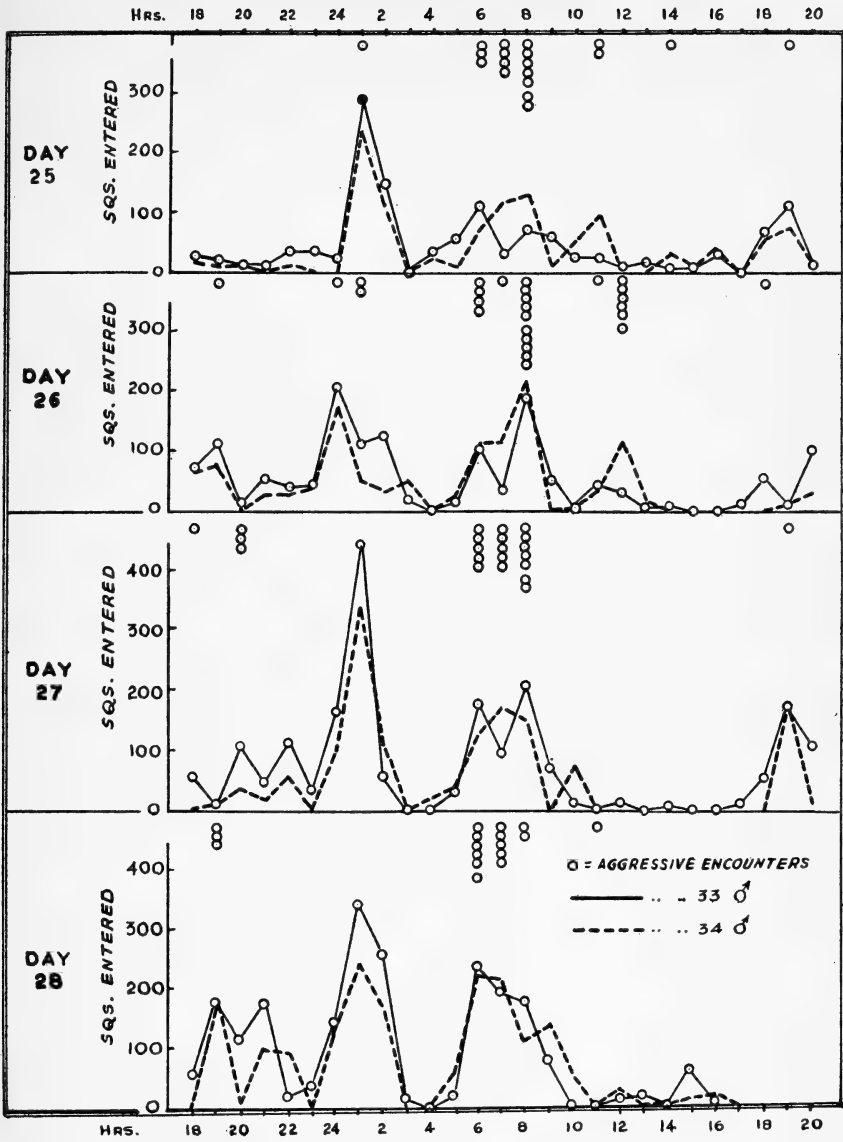 HRS. 18 20 22 24 2 4 6 8 10 12 14 16 18 20
DAY 25
SQS. ENTERED
300
200
100
0
DAY 26
SQS. ENTERED
300
200
100
0
DAY 27
SQS. ENTERED
400
300
200
100
0
DAY 28
SQS. ENTERED
400
300
200
100
0
O = AGGRESSIVE ENCOUNTERS
" " 33 ♂
" " 34 ♂
HRS. 18 20 22 24 2 4 6 8 10 12 14 16 18 20